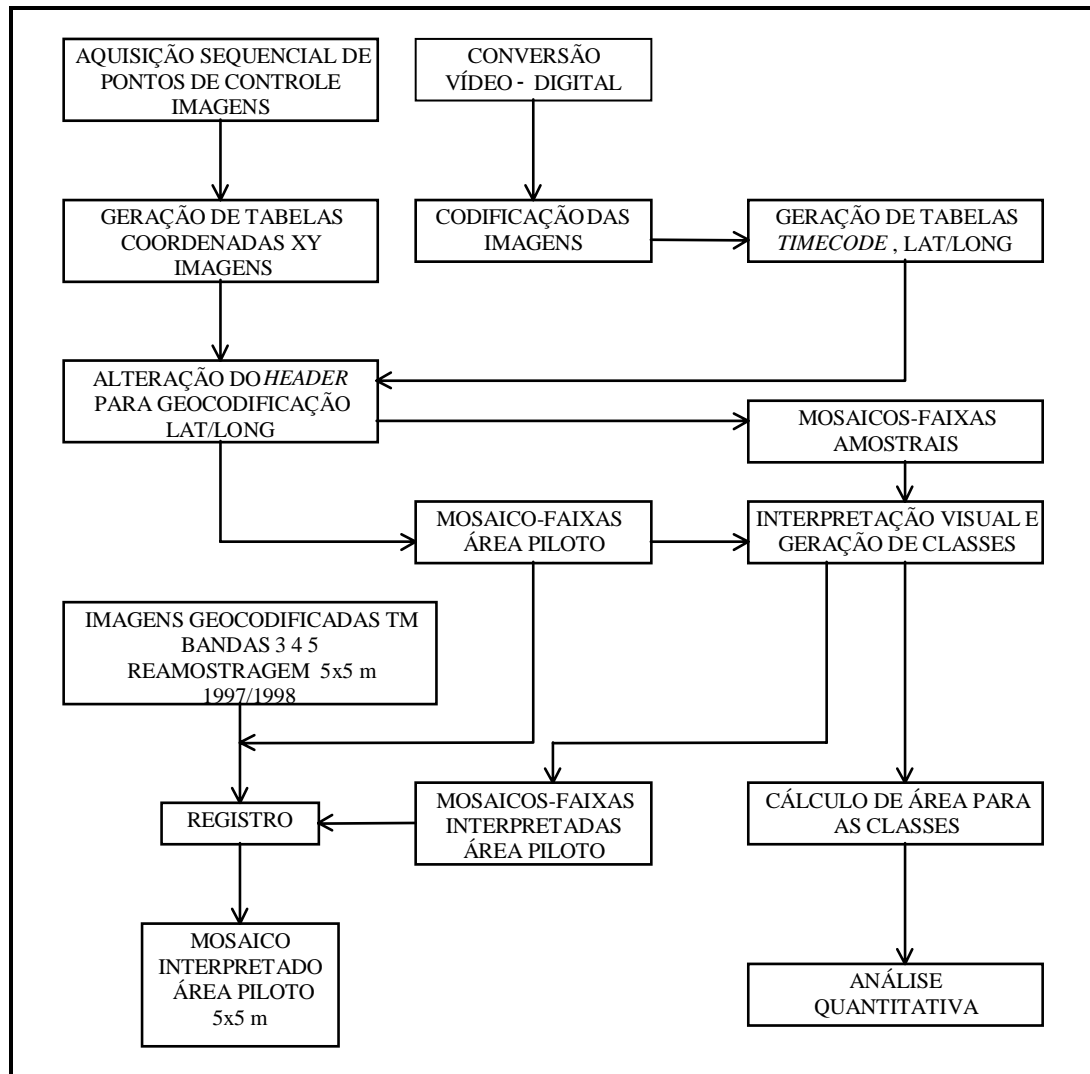 AQUISIÇÃO SEQUENCIAL DE
PONTOS DE CONTROLE
IMAGENS
CONVERSÃO
VÍDEO - DIGITAL
GERAÇÃO DE TABELAS
COORDENADAS XY
IMAGENS
CODIFICAÇÃO DAS
IMAGENS
GERAÇÃO DE TABELAS
TIMECODE , LAT/LONG
ALTERAÇÃO DO HEADER
PARA GEOCODIFICAÇÃO
LAT/LONG
MOSAICOS-FAIXAS
AMOSTRAIS
MOSAICO-FAIXAS
ÁREA PILOTO
INTERPRETAÇÃO VISUAL E
GERAÇÃO DE CLASSES
IMAGENS GEOCODIFICADAS TM
BANDAS 3 4 5
REAMOSTRAGEM 5x5 m
1997/1998
REGISTRO
MOSAICOS-FAIXAS
INTERPRETADAS
ÁREA PILOTO
CÁLCULO DE ÁREA PARA
AS CLASSES
MOSAICO
INTERPRETADO
ÁREA PILOTO
5x5 m
ANÁLISE
QUANTITATIVA